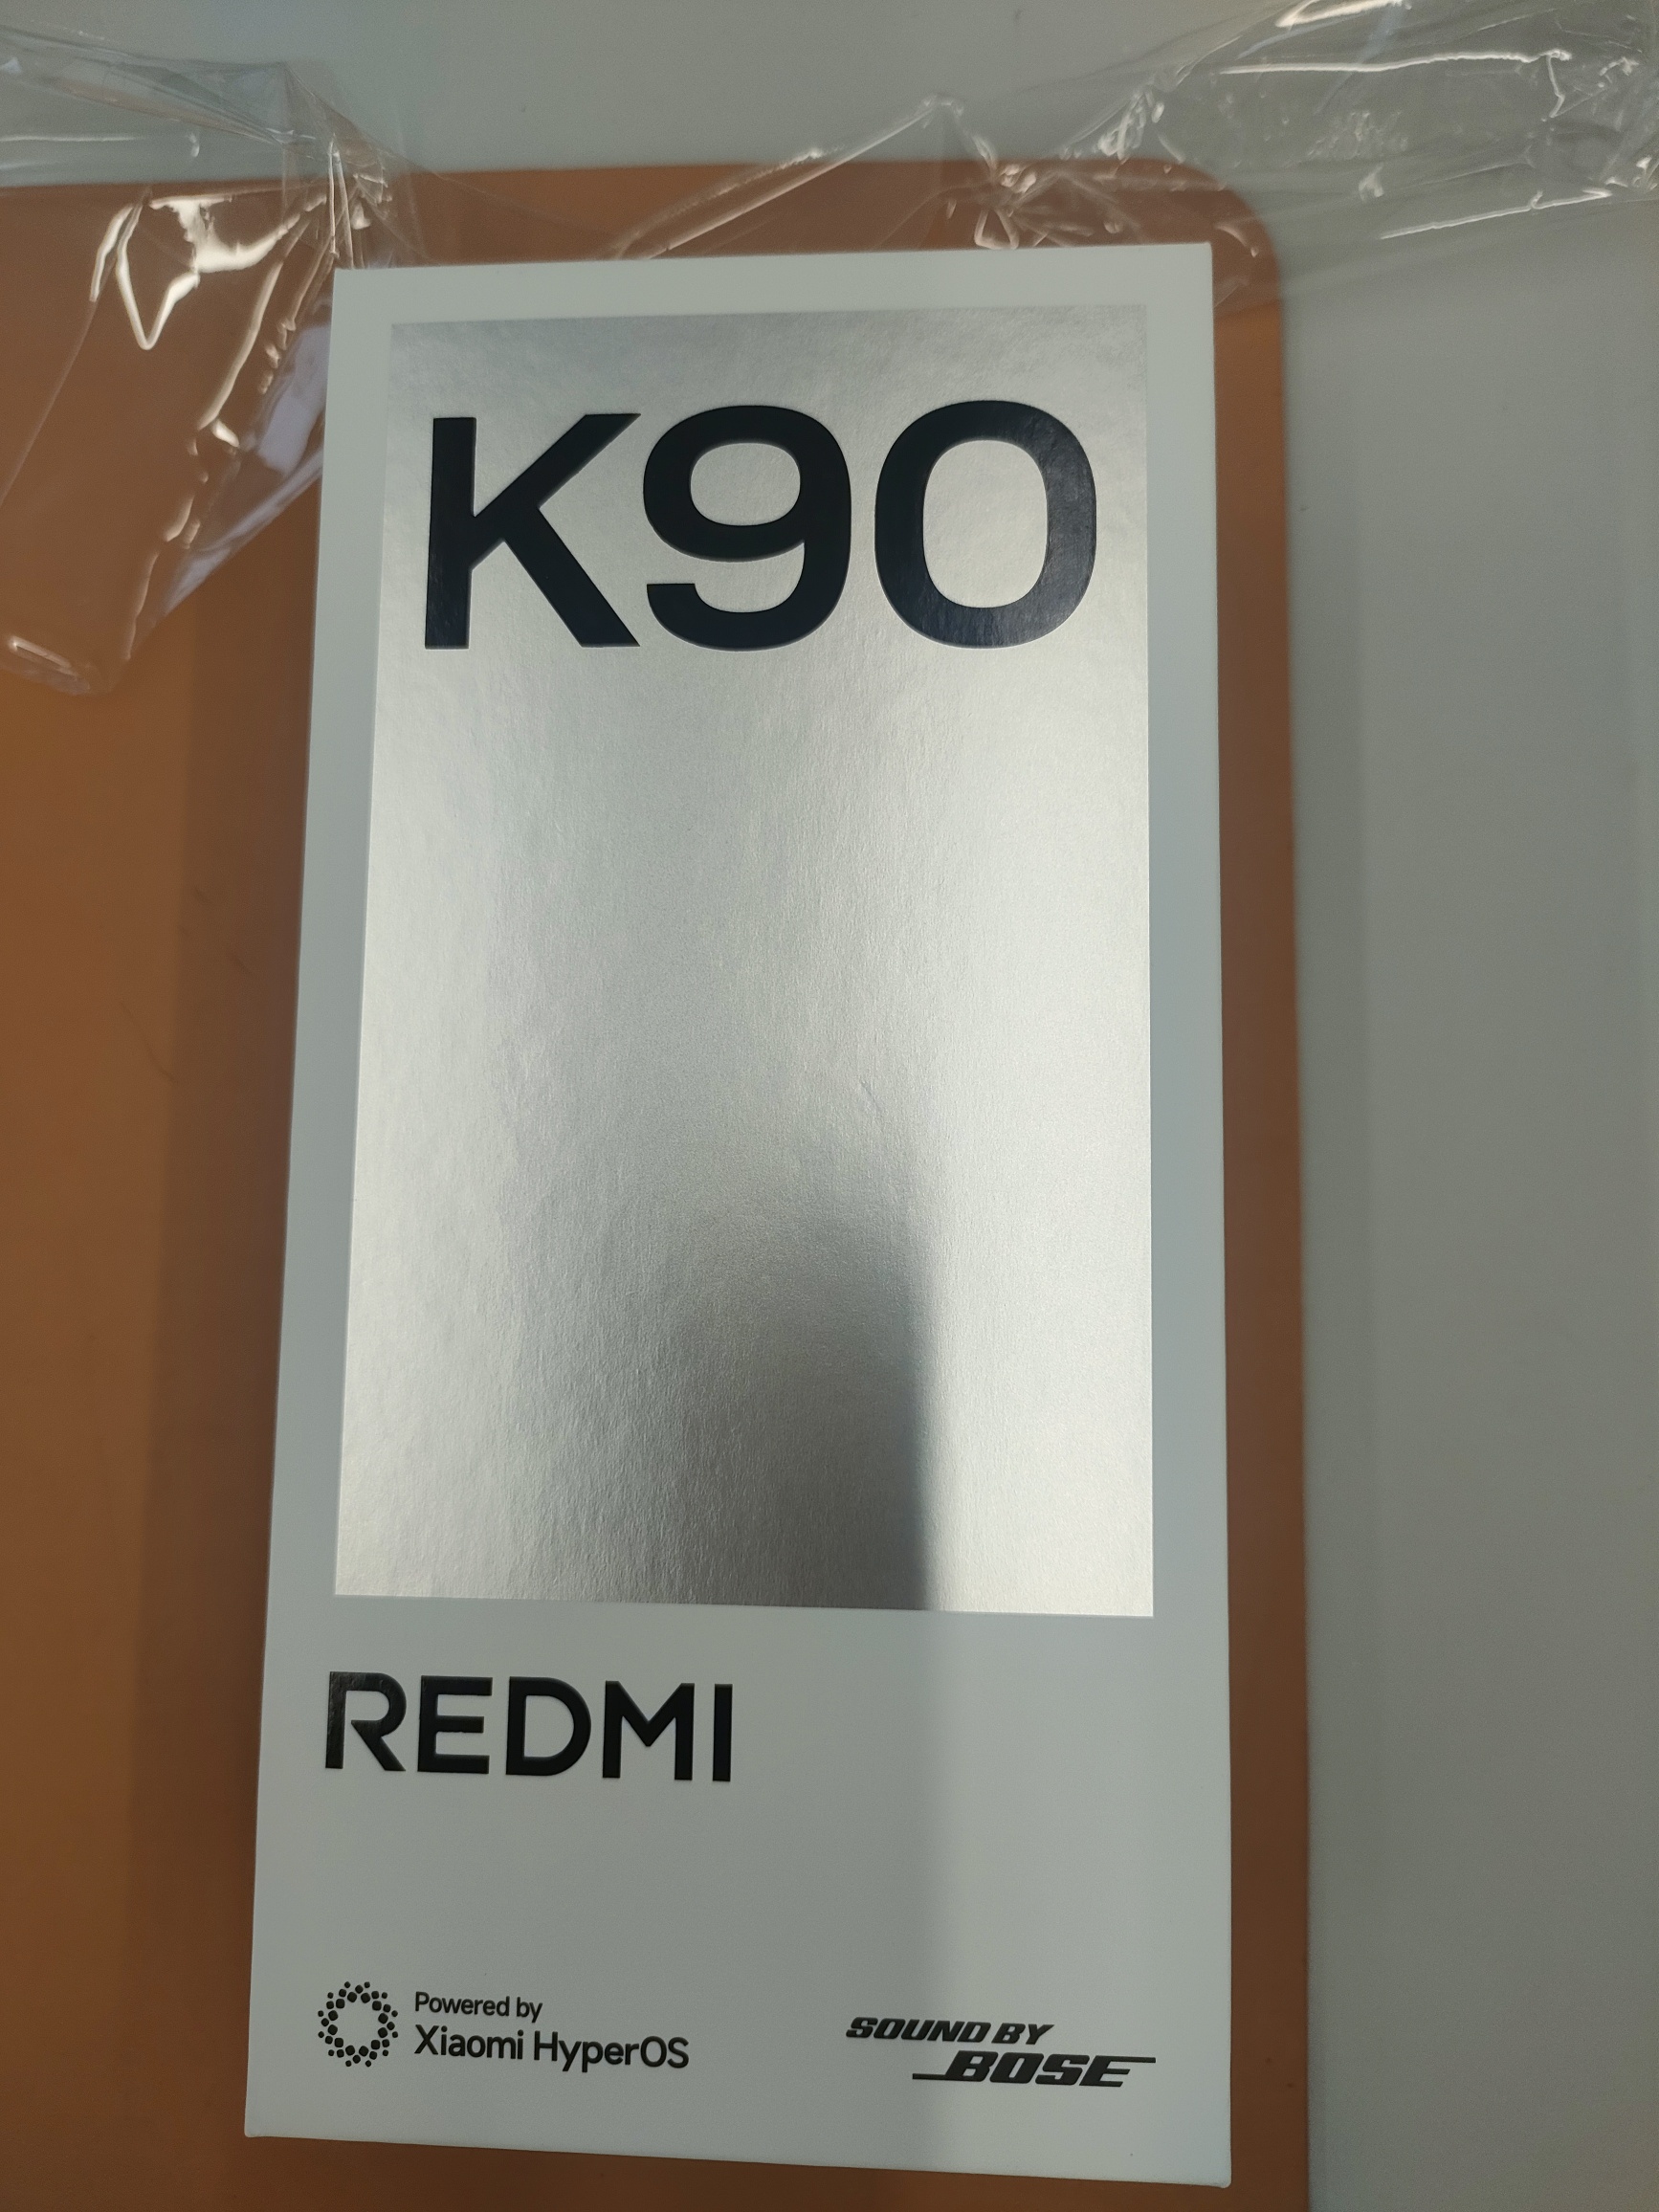 K90
REDMI
Powered by
Xiaomi HyperOS
SOUND BY
BOSE